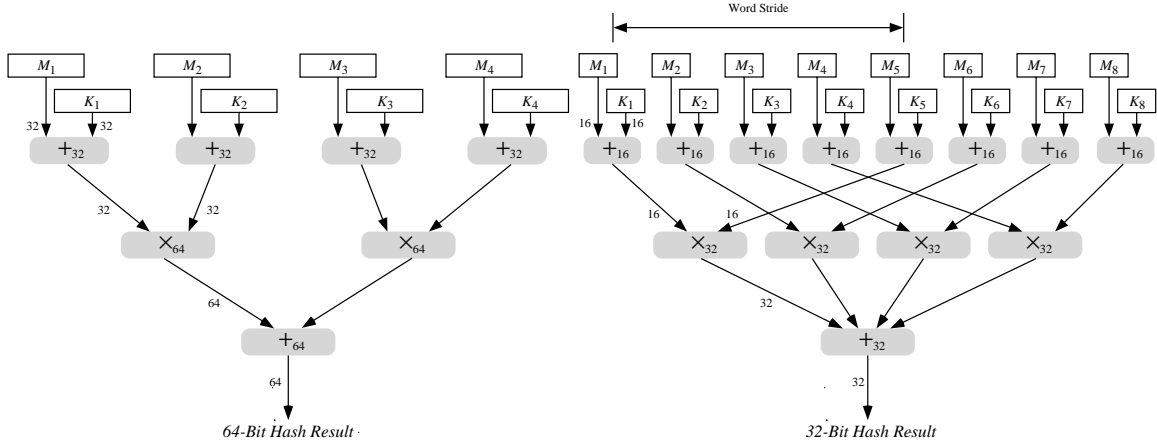 Word Stride
M1 M2 M3 M4 M1 M2 M3 M4 M5 M6 M7 M8
K1 K2 K3 K4 K1 K2 K3 K4 K5 K6 K7 K8
32 32 16 16
+32 +32 +32 +32 +16 +16 +16 +16 +16 +16 +16 +16
32 32 16 16
×64 ×64 ×32 ×32 ×32 ×32
64 32
+64 +32
64 32
64-Bit Hash Result 32-Bit Hash Result